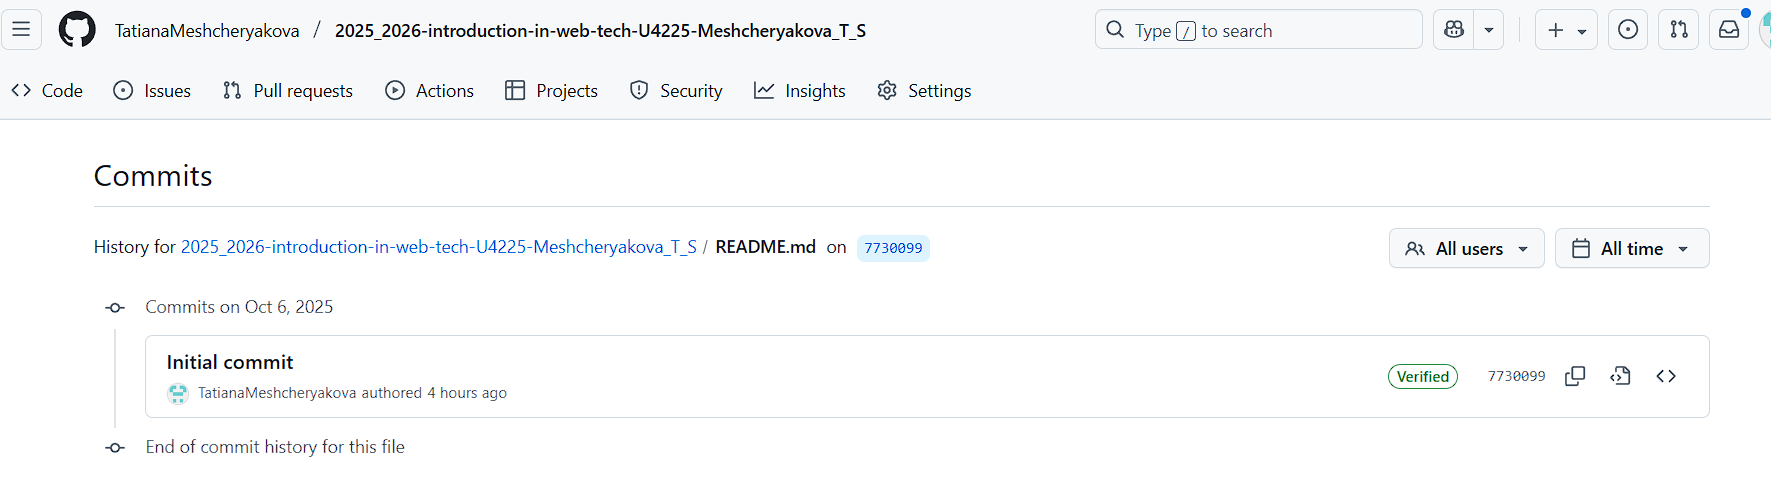 TatianaMeshcheryakova / 2025_2026-introduction-in-web-tech-U4225-Meshcheryakova_T_S Type / to search
Code Issues Pull requests Actions Projects Security Insights Settings
Commits
History for 2025_2026-introduction-in-web-tech-U4225-Meshcheryakova_T_S / README.md on 7730099 All users All time
Commits on Oct 6, 2025
Initial commit
TatianaMeshcheryakova authored 4 hours ago Verified 7730099
End of commit history for this file